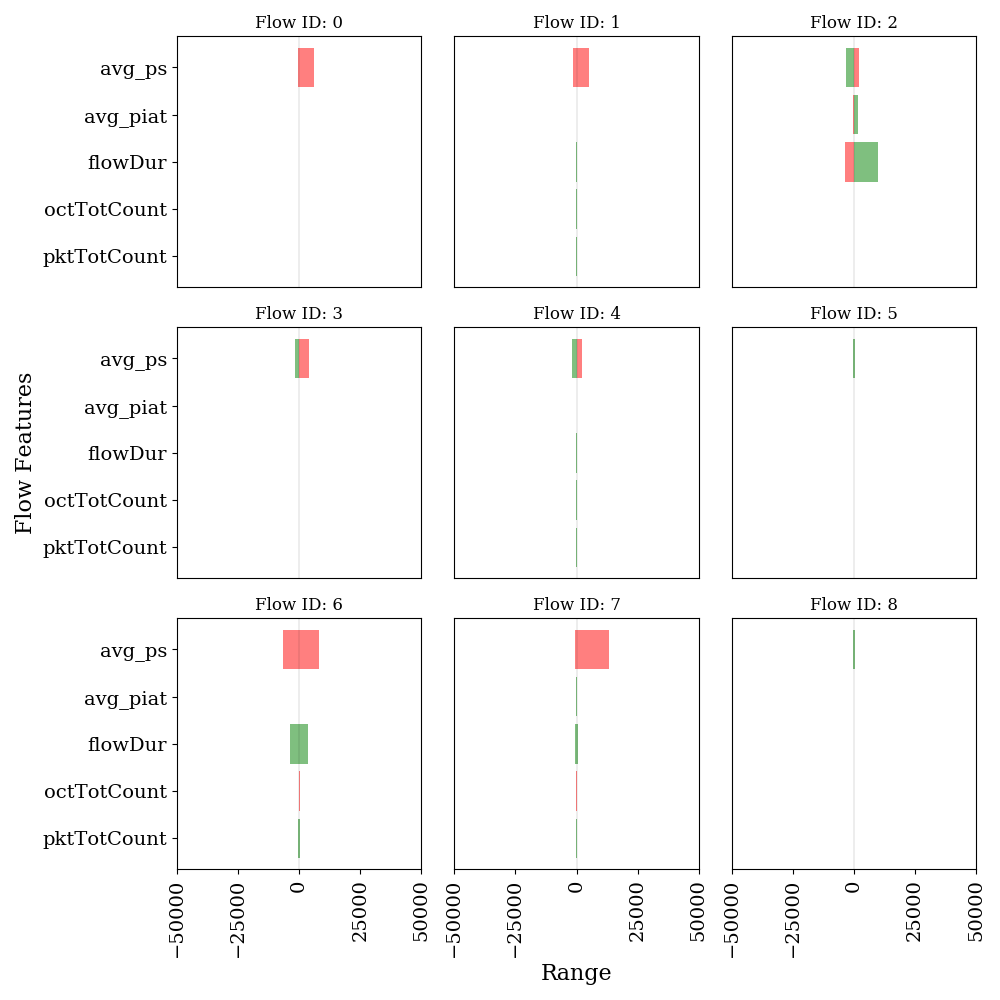 Flow ID: 0
Flow ID: 1
Flow ID: 2
avg_ps
avg_piat
flowDur
octTotCount
pktTotCount
Flow ID: 3
Flow ID: 4
Flow ID: 5
avg_ps
avg_piat
flowDur
octTotCount
pktTotCount
Flow Features
Flow ID: 6
Flow ID: 7
Flow ID: 8
avg_ps
avg_piat
flowDur
octTotCount
pktTotCount
−50000
−25000
0
25000
50000
−50000
−25000
0
25000
50000
−50000
−25000
0
25000
50000
Range